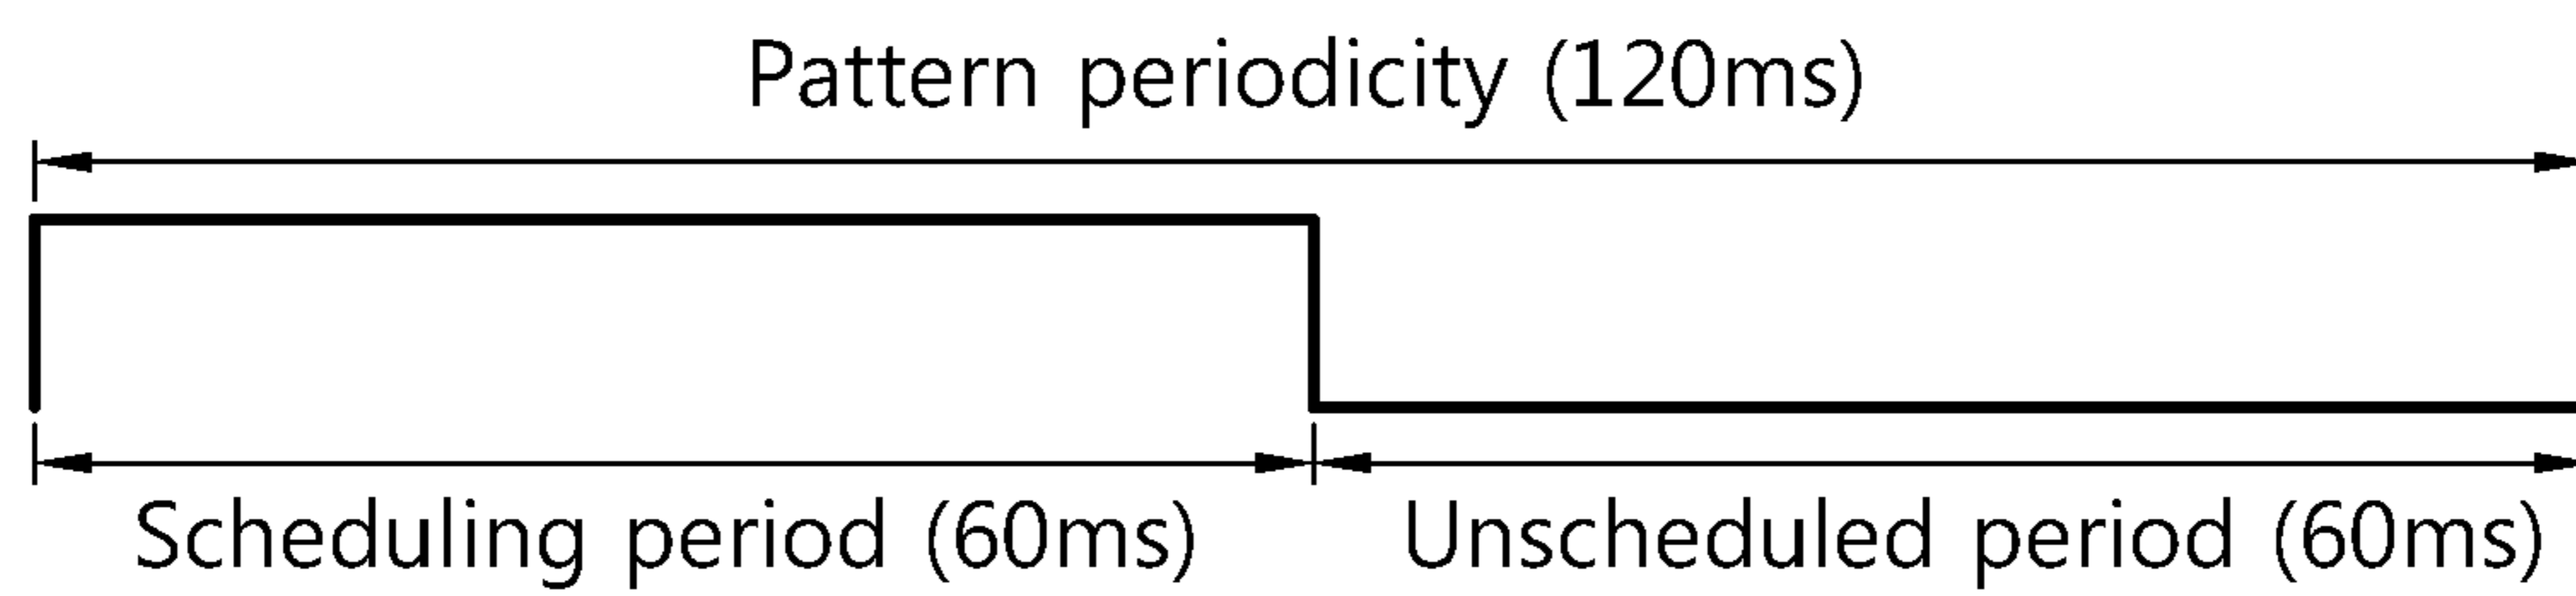 Pattern periodicity (120ms)
Scheduling period (60ms) Unscheduled period (60ms)